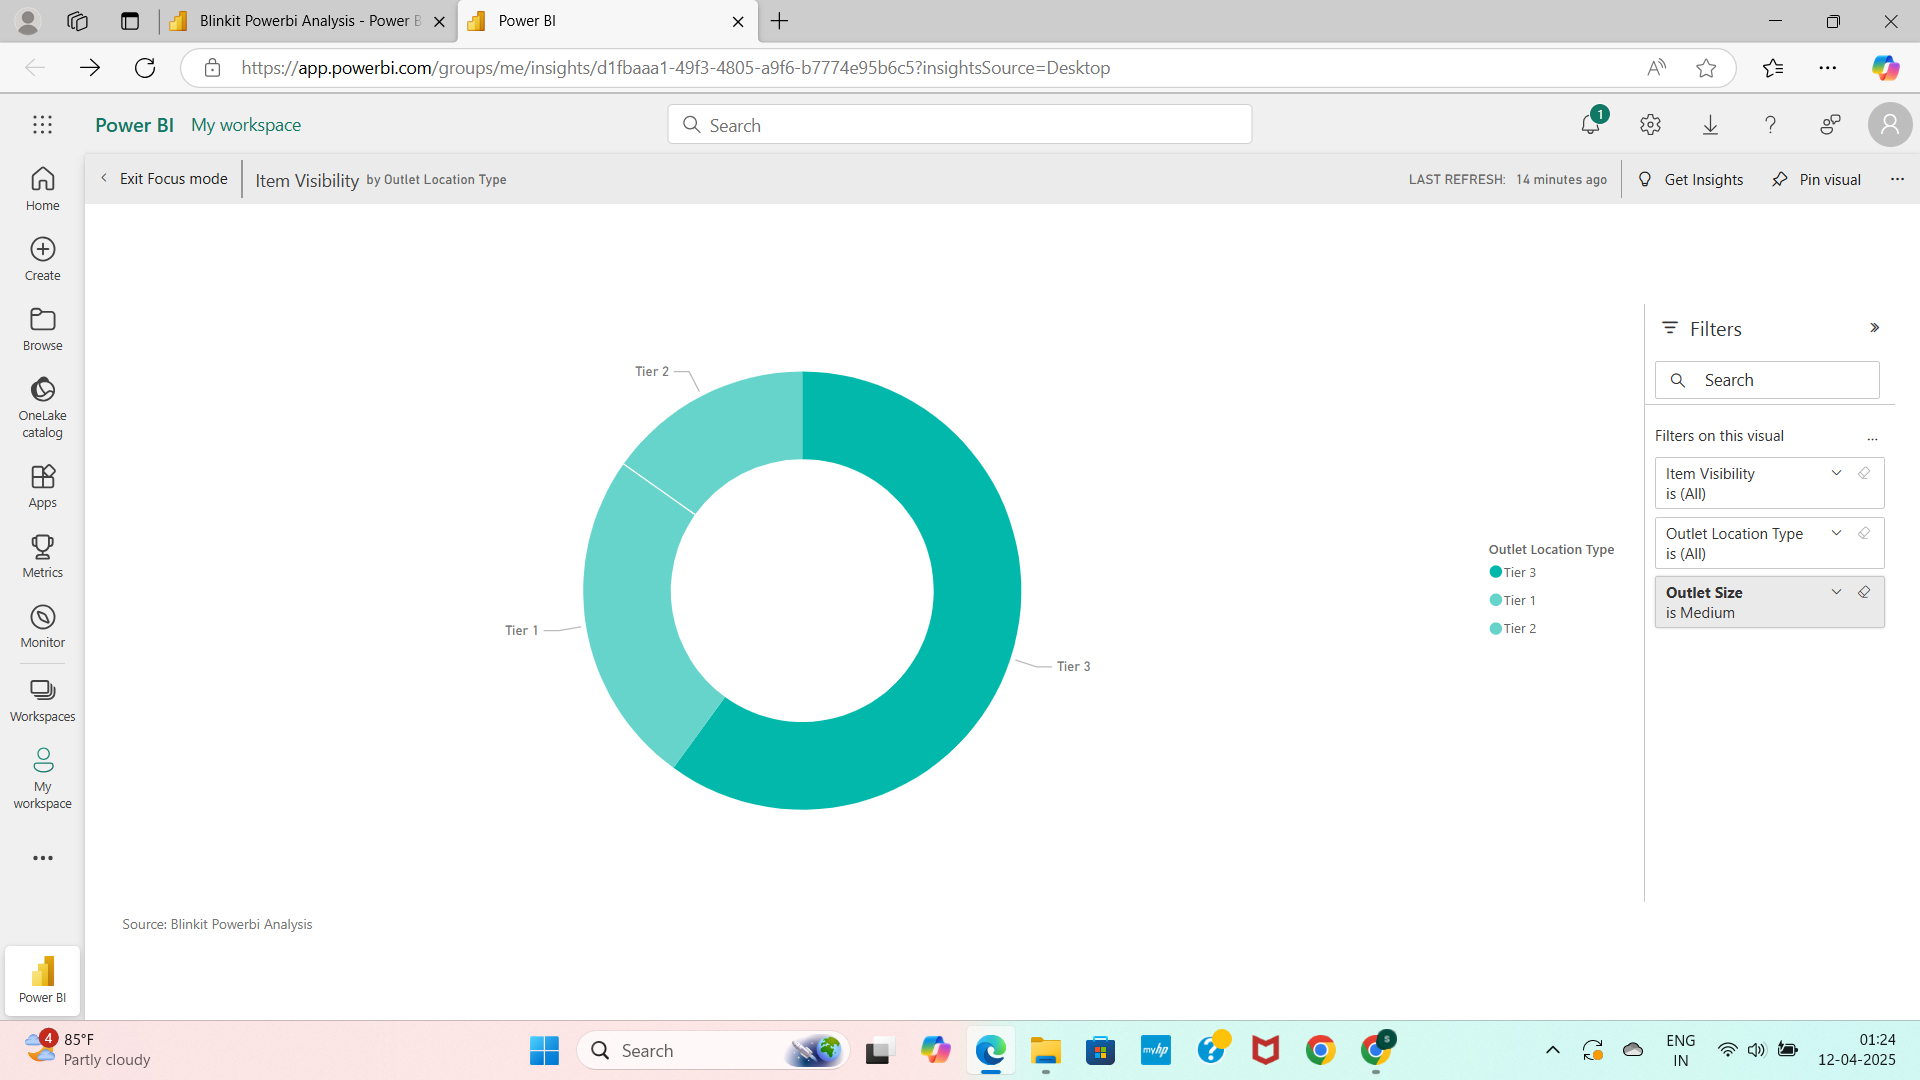 Blinkit Powerbi Analysis - Power B
Power BI
https://app.powerbi.com/groups/me/insights/d1fbaaa1-49f3-4805-a9f6-b7774e95b6c5?insightsSource=Desktop
Power BI
My workspace
Search
1
Exit Focus mode
Item Visibility by Outlet Location Type
LAST REFRESH: 14 minutes ago
Get Insights
Pin visual
Home
Create
Browse
OneLake
catalog
Apps
Metrics
Monitor
Workspaces
My
workspace
Power BI
Tier 2
Tier 1
Tier 3
Outlet Location Type
Tier 3
Tier 1
Tier 2
Filters
Search
Filters on this visual
Item Visibility
is (All)
Outlet Location Type
is (All)
Outlet Size
is Medium
Source: Blinkit Powerbi Analysis
4
85°F
Partly cloudy
Search
myhp
S
ENG
IN
01:24
12-04-2025